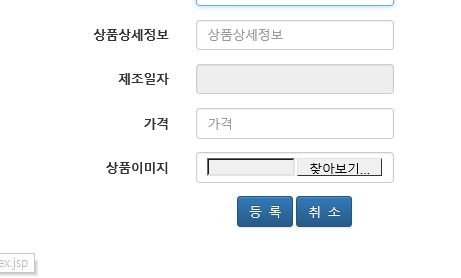 상품상세정보 상품상세정보
제조일자
가격 가격
상품이미지 찾아보기...
등 록 취 소
ex.jsp